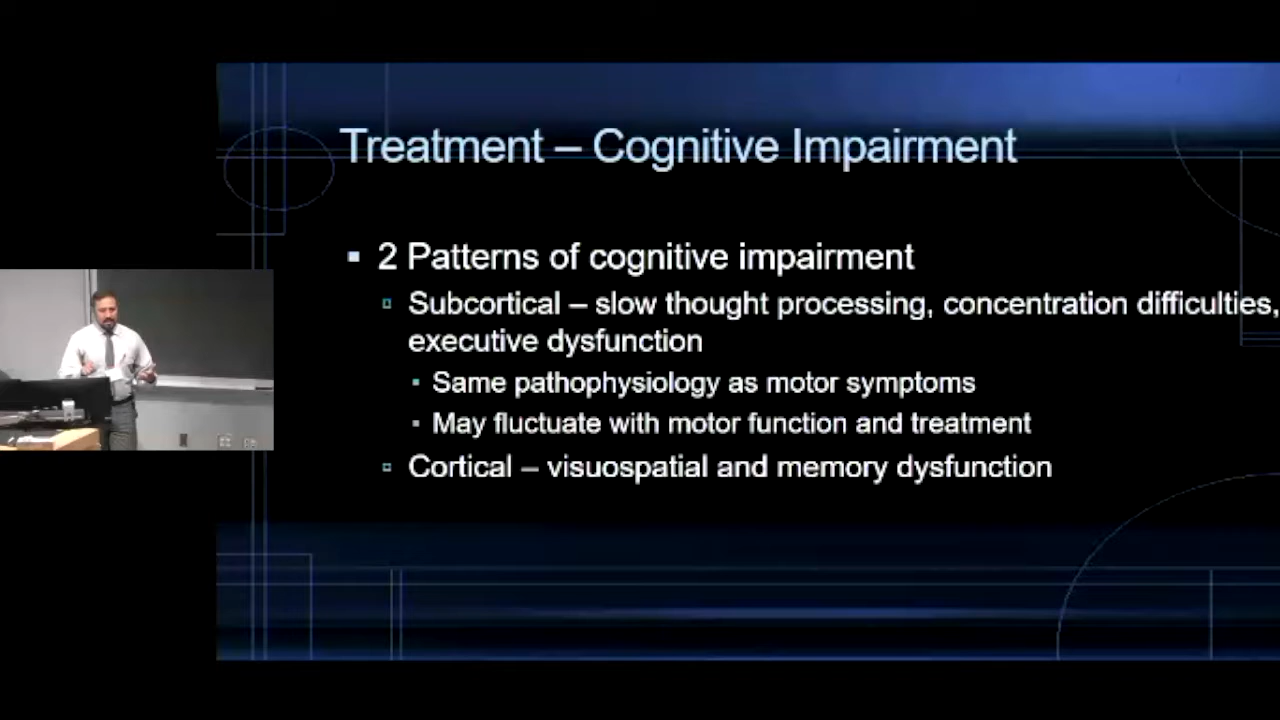 Treatment – Cognitive Impairment
2 Patterns of cognitive impairment
Subcortical – slow thought processing, concentration difficulties,
executive dysfunction
Same pathophysiology as motor symptoms
May fluctuate with motor function and treatment
Cortical – visuospatial and memory dysfunction